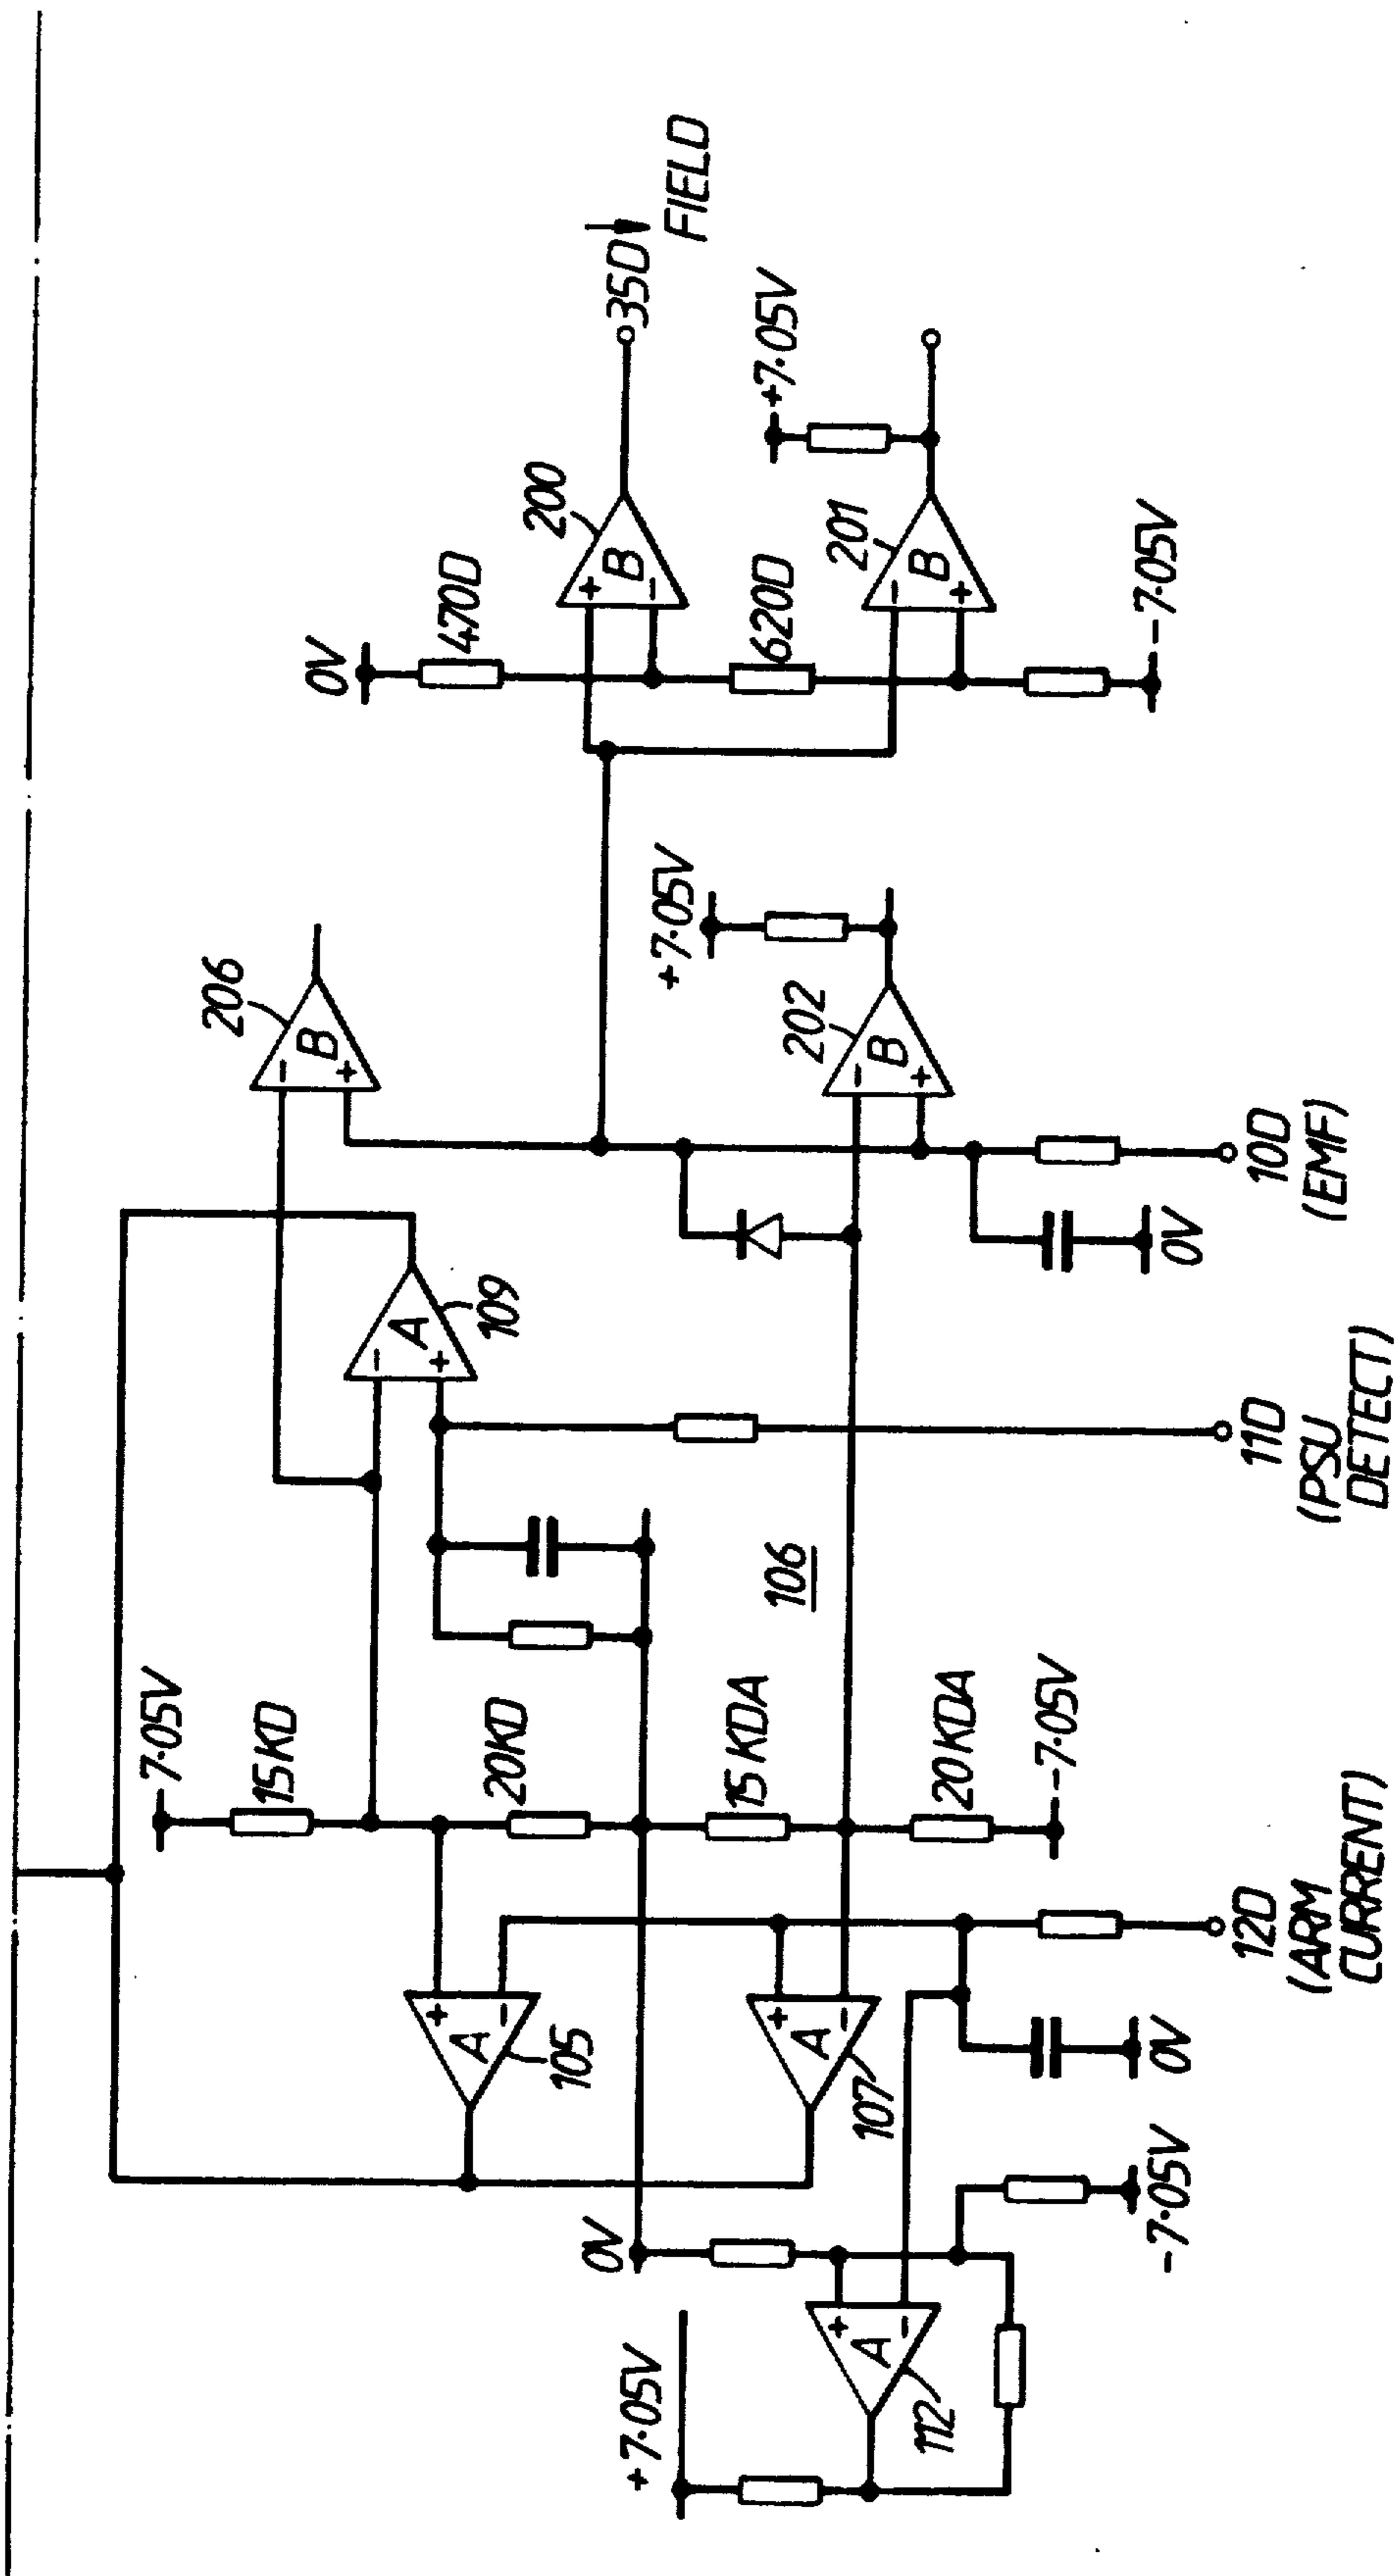 -7·05V
206
15KD
B
0V
A
470D
109
20KD
200
A
105
B
0V
35D
+7·05V
+7·05V
FIELD
15KDA
106
620D
+7·05V
202
A
107
B
201
A
B
112
20KDA
-7·05V
-7·05V
0V
0V
-7·05V
12D
(ARM
CURRENT)
11D
(PSU
DETECT)
10D
(EMF)